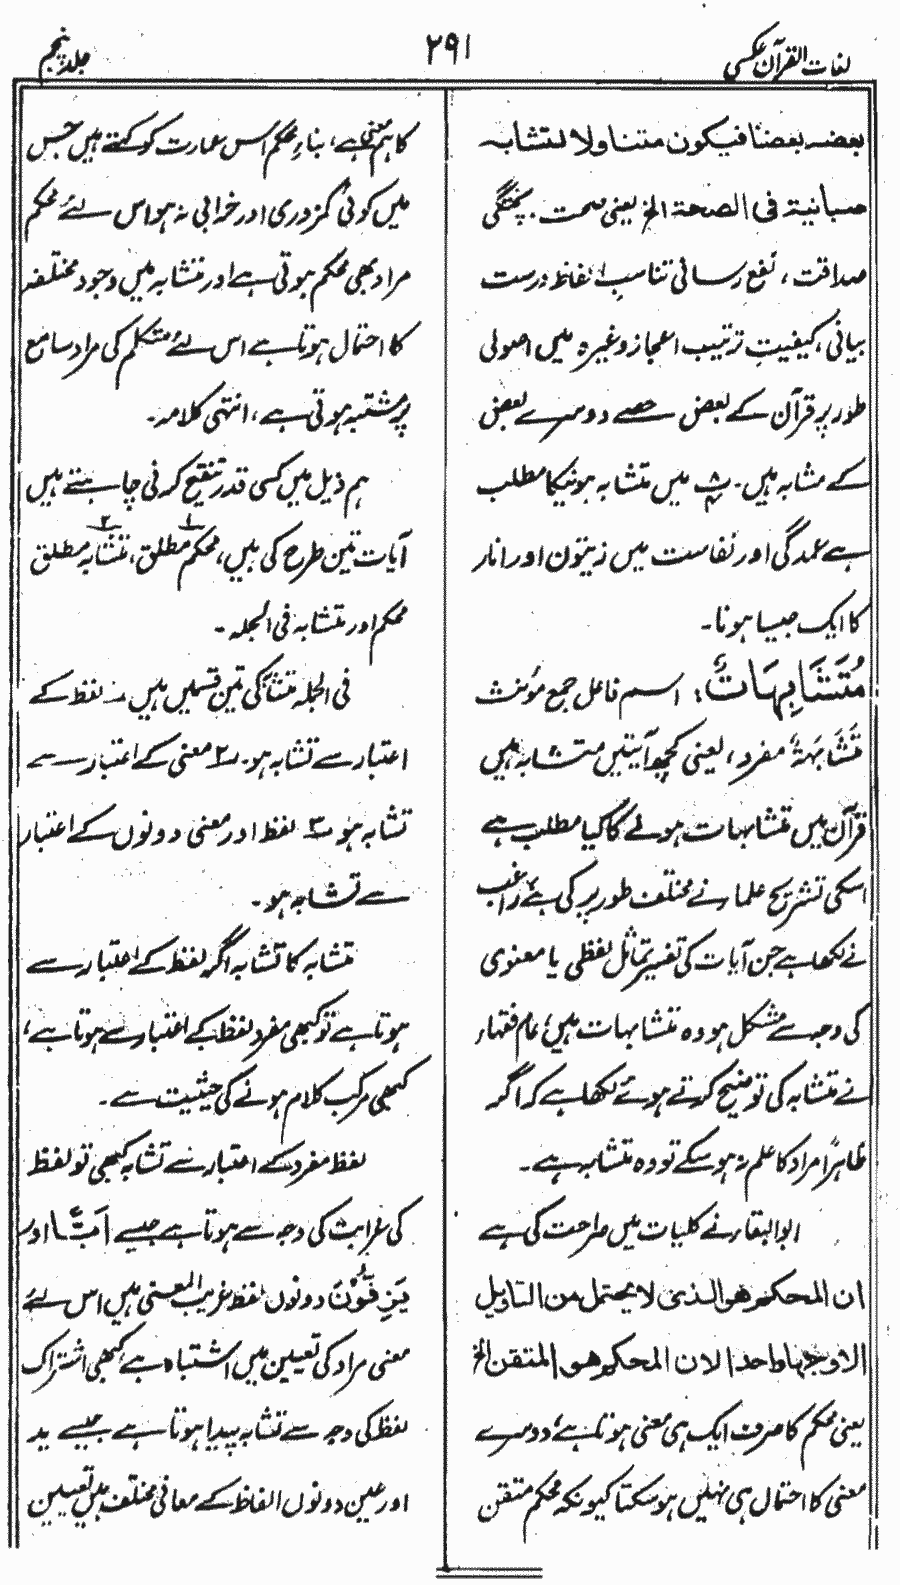 لغات القرآن عکسی
۲۹۱
جلد پنجم
بعضہ بعضا فیکون متناولا لتشابہ
مبانیۃ فی الصحۃ الخ یعنی صحت، پختگی
صداقت، نفع رسانی تناسب الفاظ درست
بیانی، کیفیت ترتیب اعجاز وغیرہ میں اصولی
طور پر قرآن کے بعض حصے دوسرے بعض
کے مشابہ ہیں۔ میں متشابہ ہونیکا مطلب
ہے عمدگی اور نفاست میں زیتون اور انار
کا ایک جیسا ہونا۔
مُتَشَابِہَاتٌ: اسم فاعل جمع مؤنث
مفرد، یعنی کچھ آیتیں متشابہ ہیں
قرآن میں متشابہات ہونے کا کیا مطلب ہے
اسکی تشریح علماء نے مختلف طور پر کی ہے، راغب
نے لکھا ہے جن آیات کی تفسیر تماثل لفظی یا معنوی
کی وجہ سے مشکل ہو وہ متشابہات ہیں، عام فقہاء
نے متشابہ کی توضیح کرتے ہوئے لکھا ہے کہ اگر
ظاہراً مراد کا علم نہ ہوسکے تو وہ متشابہ ہے۔
ابوالبقاء نے کلیات میں صراحت کی ہے
ان المحکم ھو الذی لا یحتمل من التاویل
الا وجھا واحدا لان المحکم ھو المتقن الخ
یعنی محکم کا صرف ایک ہی معنی ہوتا ہے، دوسرے
معنی کا احتمال ہی نہیں ہوسکتا کیونکہ محکم متقن
کا ہم معنی ہے، بناءِ محکم اس عمارت کو کہتے ہیں جس
میں کوئی کمزوری اور خرابی نہ ہو اس لئے محکم
مراد بھی محکم ہوتی ہے اور متشابہ میں وجوہ مختلفہ
کا احتمال ہوتا ہے اس لئے متکلم کی مراد سامع
پر مشتبہ ہوتی ہے، انتہی کلامہ۔
ہم ذیل میں کسی قدر تنقیح کرنی چاہتے ہیں
آیات تین طرح کی ہیں، محکم مطلق ۱، متشابہ مطلق ۲
محکم اور متشابہ فی الجملہ۔
فی الجملہ متشابہ کی تین قسمیں ہیں ۱ لفظ کے
اعتبار سے تشابہ ہو۔ ۲ معنی کے اعتبار سے
تشابہ ہو ۳ لفظ اور معنی دونوں کے اعتبار
سے تشابہ ہو۔
متشابہ کا تشابہ اگر لفظ کے اعتبار سے
ہوتا ہے تو کبھی مفرد لفظ کے اعتبار سے ہوتا ہے،
کبھی مرکب کلام ہونے کی حیثیت سے۔
لفظ مفرد کے اعتبار سے تشابہ کبھی تو لفظ
کی غرابت کی وجہ سے ہوتا ہے جیسے اَبًّا اور
یَزِفُّوْنَ دونوں لفظ غریب المعنی ہیں اس لئے
معنی مراد کی تعیین میں اشتباہ ہے، کبھی اشتراک
لفظ کی وجہ سے تشابہ پیدا ہوتا ہے جیسے ید
اور عین دونوں الفاظ کے معانی مختلف ہیں تعیین